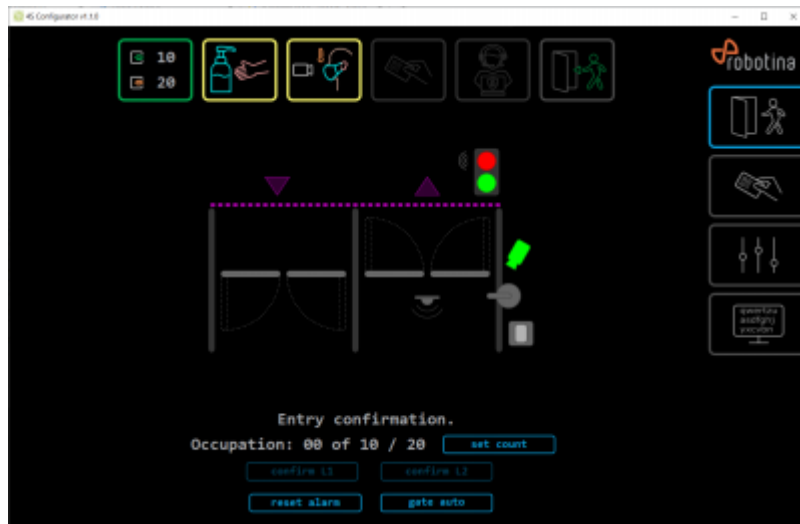 4S Configurator v1.1.0
10
20
robotina
Entry confirmation.
Occupation: 00 of 10 / 20
set count
confirm L1
confirm L2
reset alarm
gate auto